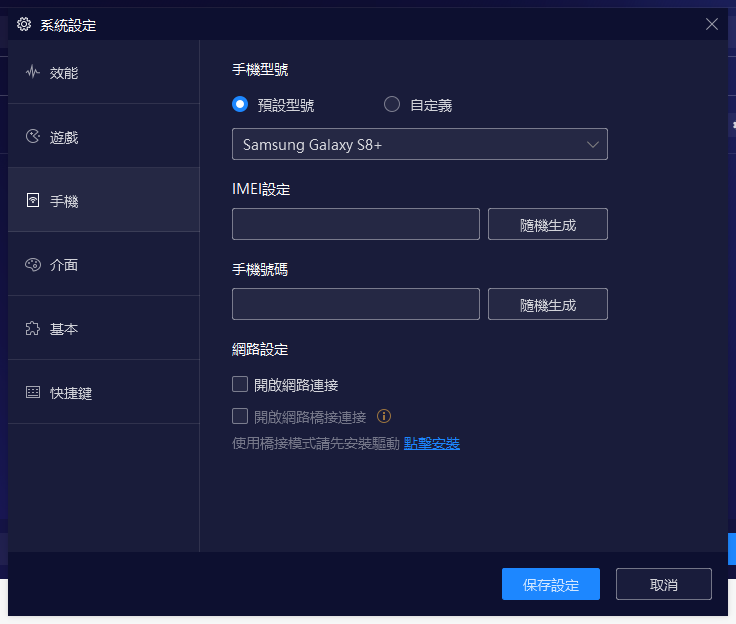 系統設定
效能
遊戲
手機
介面
基本
快捷鍵
手機型號
預設型號 自定義
Samsung Galaxy S8+
IMEI設定
隨機生成
手機號碼
隨機生成
網路設定
開啟網路連接
開啟網路橋接連接
使用橋接模式請先安裝驅動 點擊安裝
保存設定 取消